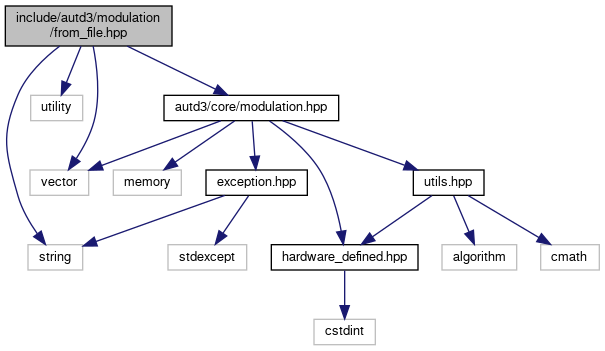 include/autd3/modulation
/from_file.hpp
utility
autd3/core/modulation.hpp
vector
memory
exception.hpp
utils.hpp
string
stdexcept
hardware_defined.hpp
algorithm
cmath
cstdint